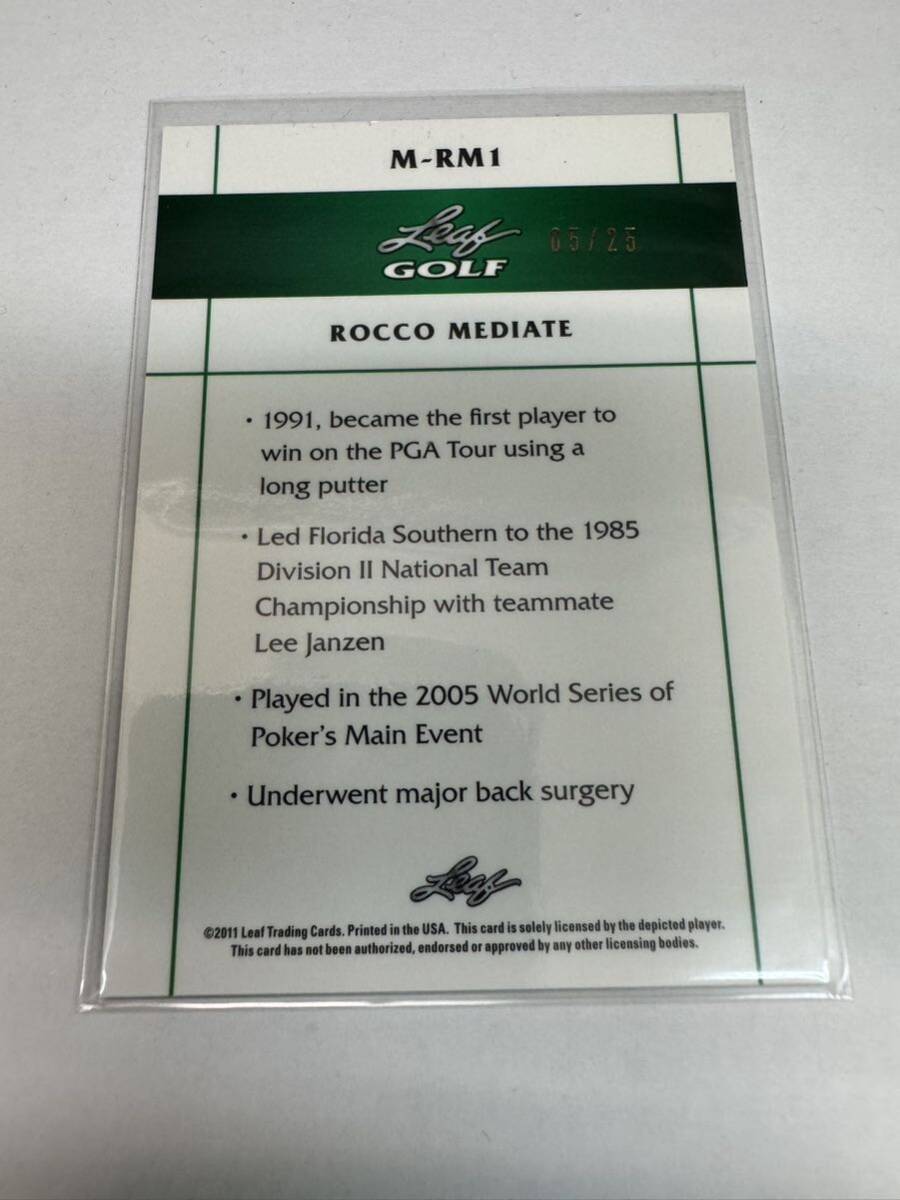 M-RM1
Leaf 05/25
GOLF
ROCCO MEDIATE
• 1991, became the first player to
win on the PGA Tour using a
long putter
• Led Florida Southern to the 1985
Division II National Team
Championship with teammate
Lee Janzen
• Played in the 2005 World Series of
Poker's Main Event
• Underwent major back surgery
Leaf
©2011 Leaf Trading Cards. Printed in the USA. This card is solely licensed by the depicted player.
This card has not been authorized, endorsed or approved by any other licensing bodies.